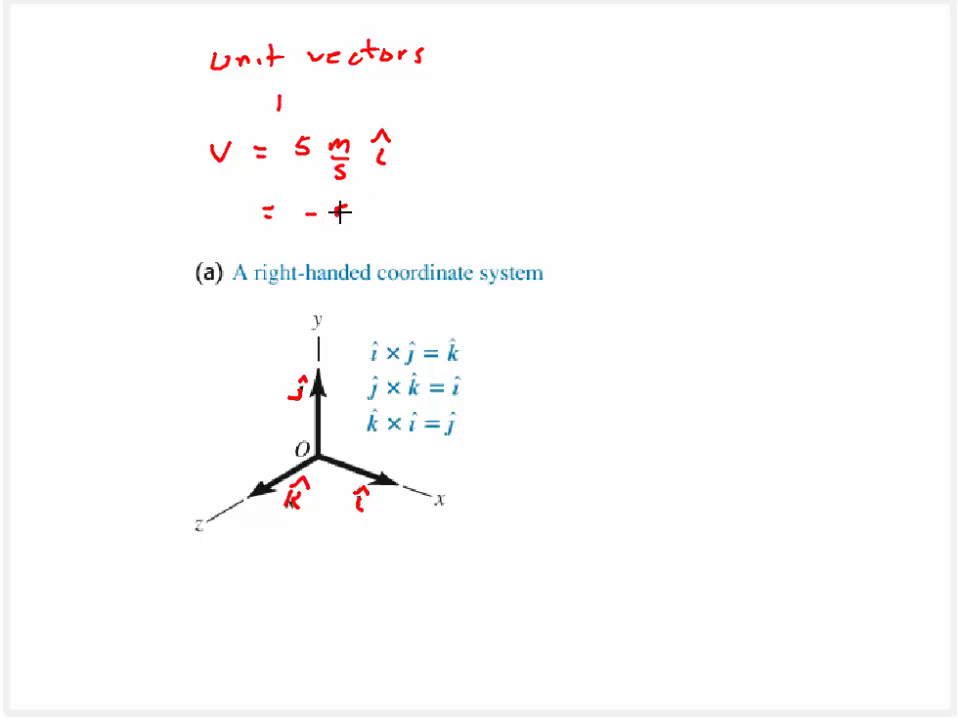 unit vectors
1
V = 5 m/s î
= -
(a) A right-handed coordinate system
y
î × ĵ = k̂
ĵ ĵ × k̂ = î
k̂ × î = ĵ
O
k̂ î x
z